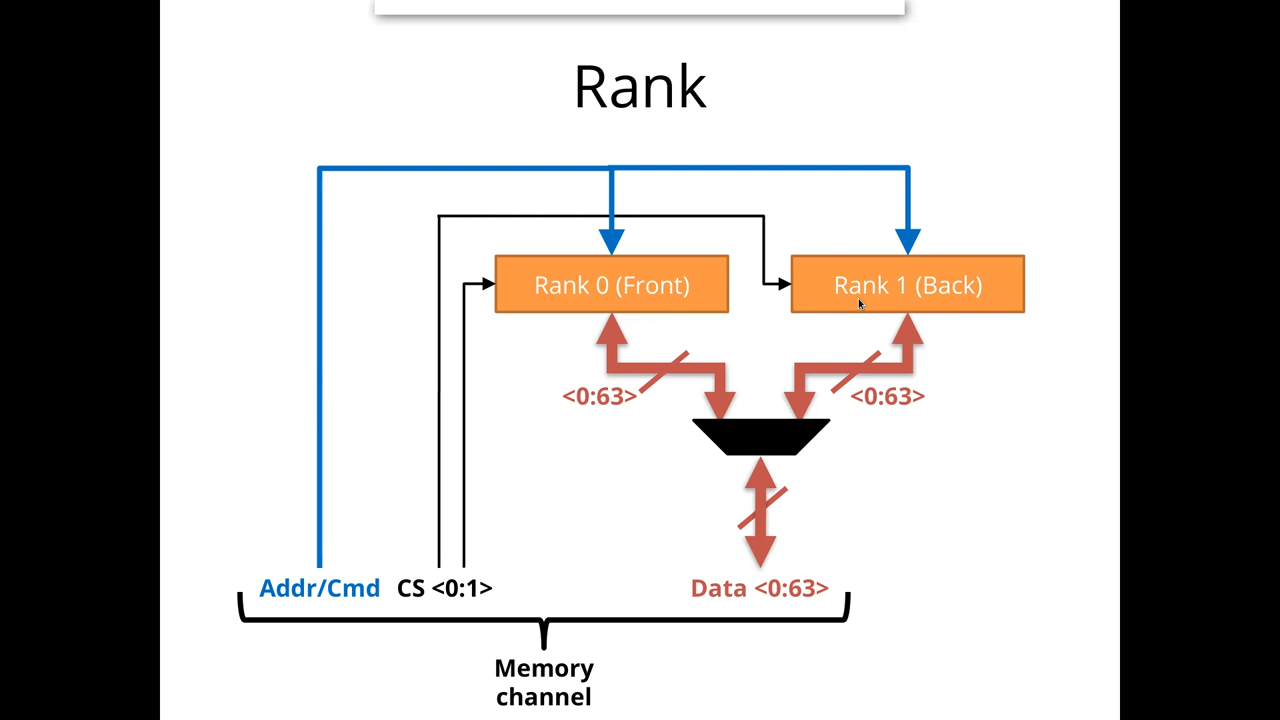 Rank
Rank 0 (Front)
Rank 1 (Back)
<0:63>
<0:63>
Addr/Cmd
CS <0:1>
Data <0:63>
Memory
channel